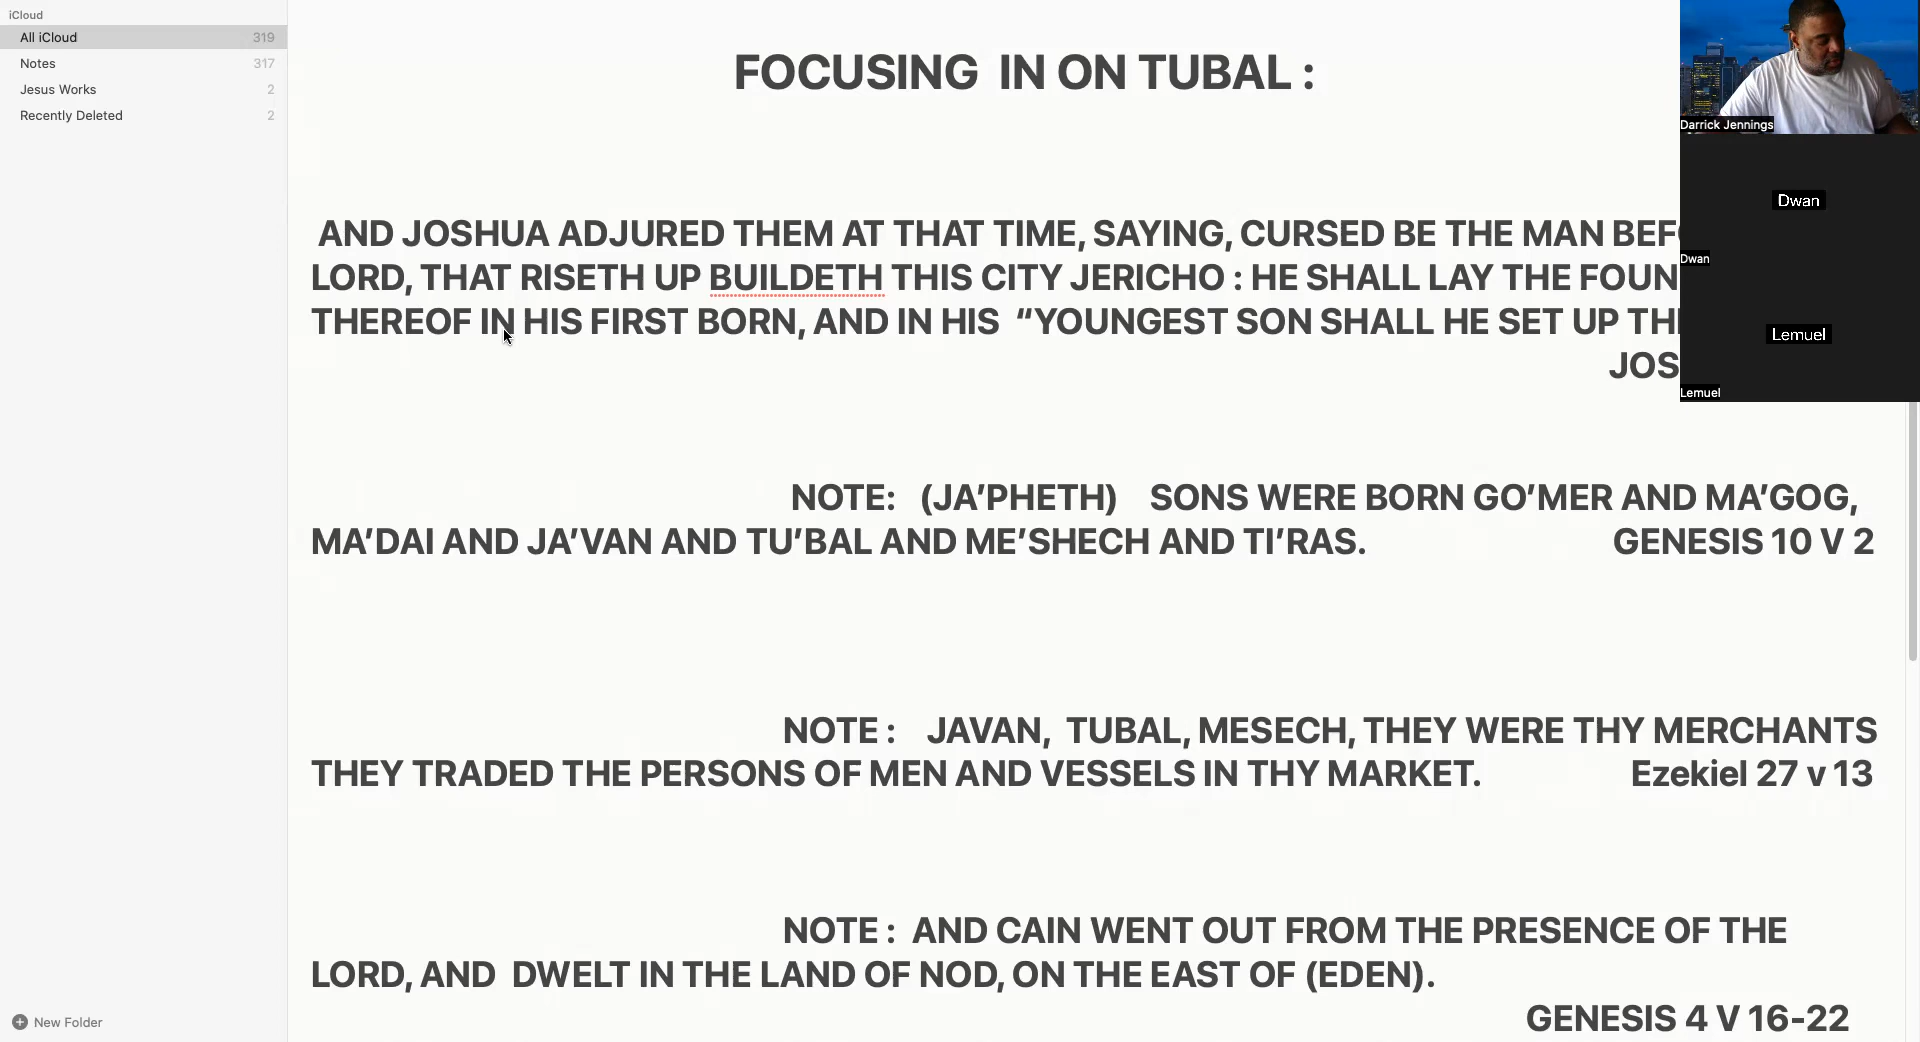 iCloud
All iCloud 319
Notes 317
Jesus Works 2
Recently Deleted 2
New Folder
FOCUSING IN ON TUBAL :
AND JOSHUA ADJURED THEM AT THAT TIME, SAYING, CURSED BE THE MAN
LORD, THAT RISETH UP BUILDETH THIS CITY JERICHO : HE SHALL LAY THE
THEREOF IN HIS FIRST BORN, AND IN HIS “YOUNGEST SON SHALL HE SET UP
NOTE: (JA’PHETH) SONS WERE BORN GO’MER AND MA’GOG,
MA’DAI AND JA’VAN AND TU’BAL AND ME’SHECH AND TI’RAS. GENESIS 10 V 2
NOTE : JAVAN, TUBAL, MESECH, THEY WERE THY MERCHANTS
THEY TRADED THE PERSONS OF MEN AND VESSELS IN THY MARKET. Ezekiel 27 v 13
NOTE : AND CAIN WENT OUT FROM THE PRESENCE OF THE
LORD, AND DWELT IN THE LAND OF NOD, ON THE EAST OF (EDEN).
GENESIS 4 V 16-22
Darrick Jennings
Dwan
Dwan
Lemuel
Lemuel